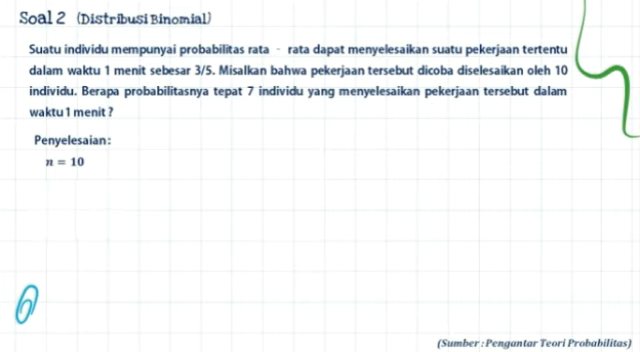 Soal 2 (Distribusi Binomial)
Suatu individu mempunyai probabilitas rata - rata dapat menyelesaikan suatu pekerjaan tertentu
dalam waktu 1 menit sebesar 3/5. Misalkan bahwa pekerjaan tersebut dicoba diselesaikan oleh 10
individu. Berapa probabilitasnya tepat 7 individu yang menyelesaikan pekerjaan tersebut dalam
waktu 1 menit ?
Penyelesaian:
n = 10
(Sumber : Pengantar Teori Probabilitas)